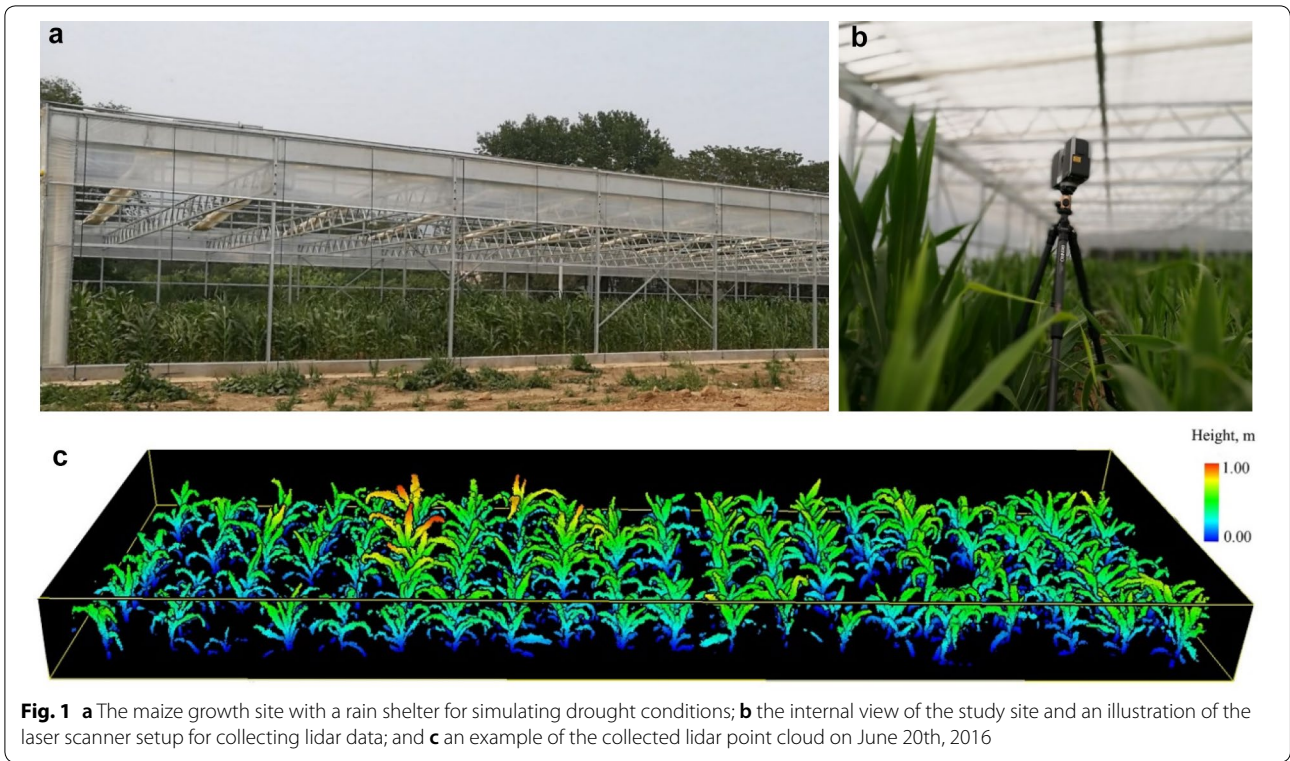 a
b
c
Height, m
1.00
0.00
Fig. 1 a The maize growth site with a rain shelter for simulating drought conditions; b the internal view of the study site and an illustration of the
laser scanner setup for collecting lidar data; and c an example of the collected lidar point cloud on June 20th, 2016